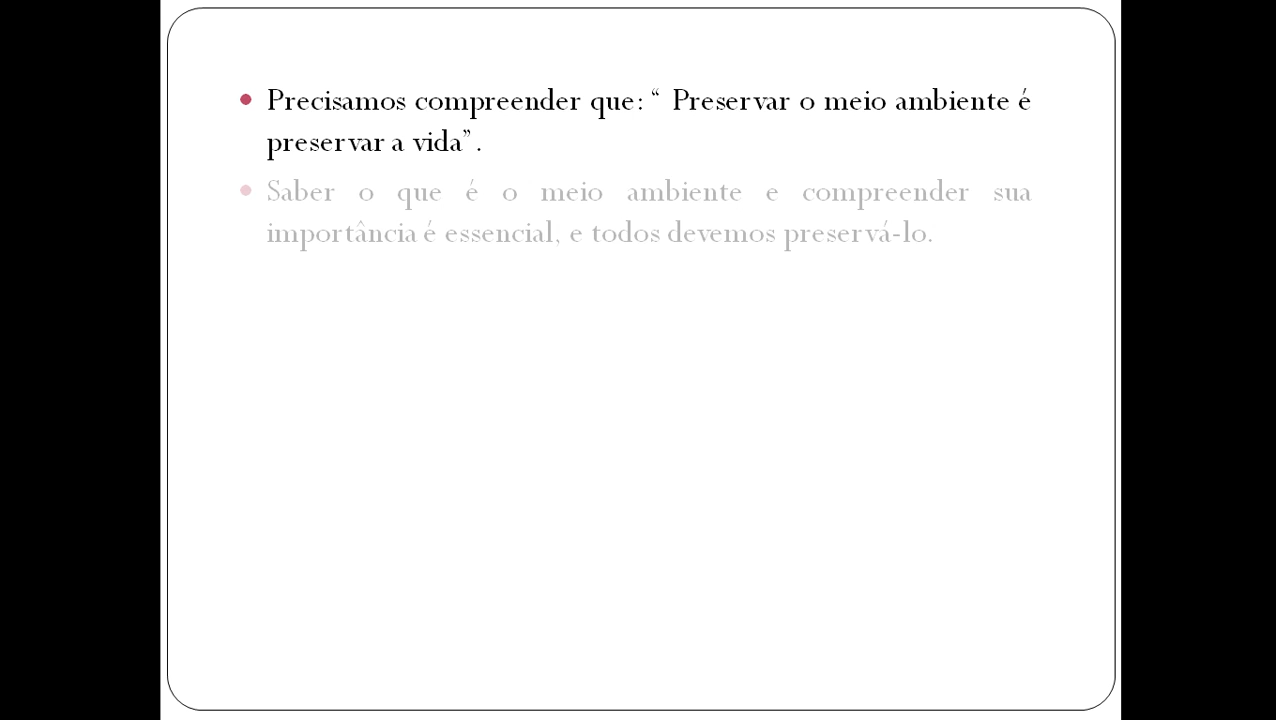 • Precisamos compreender que: “ Preservar o meio ambiente é
preservar a vida”.
• Saber o que é o meio ambiente e compreender sua
importância é essencial, e todos devemos preservá-lo.